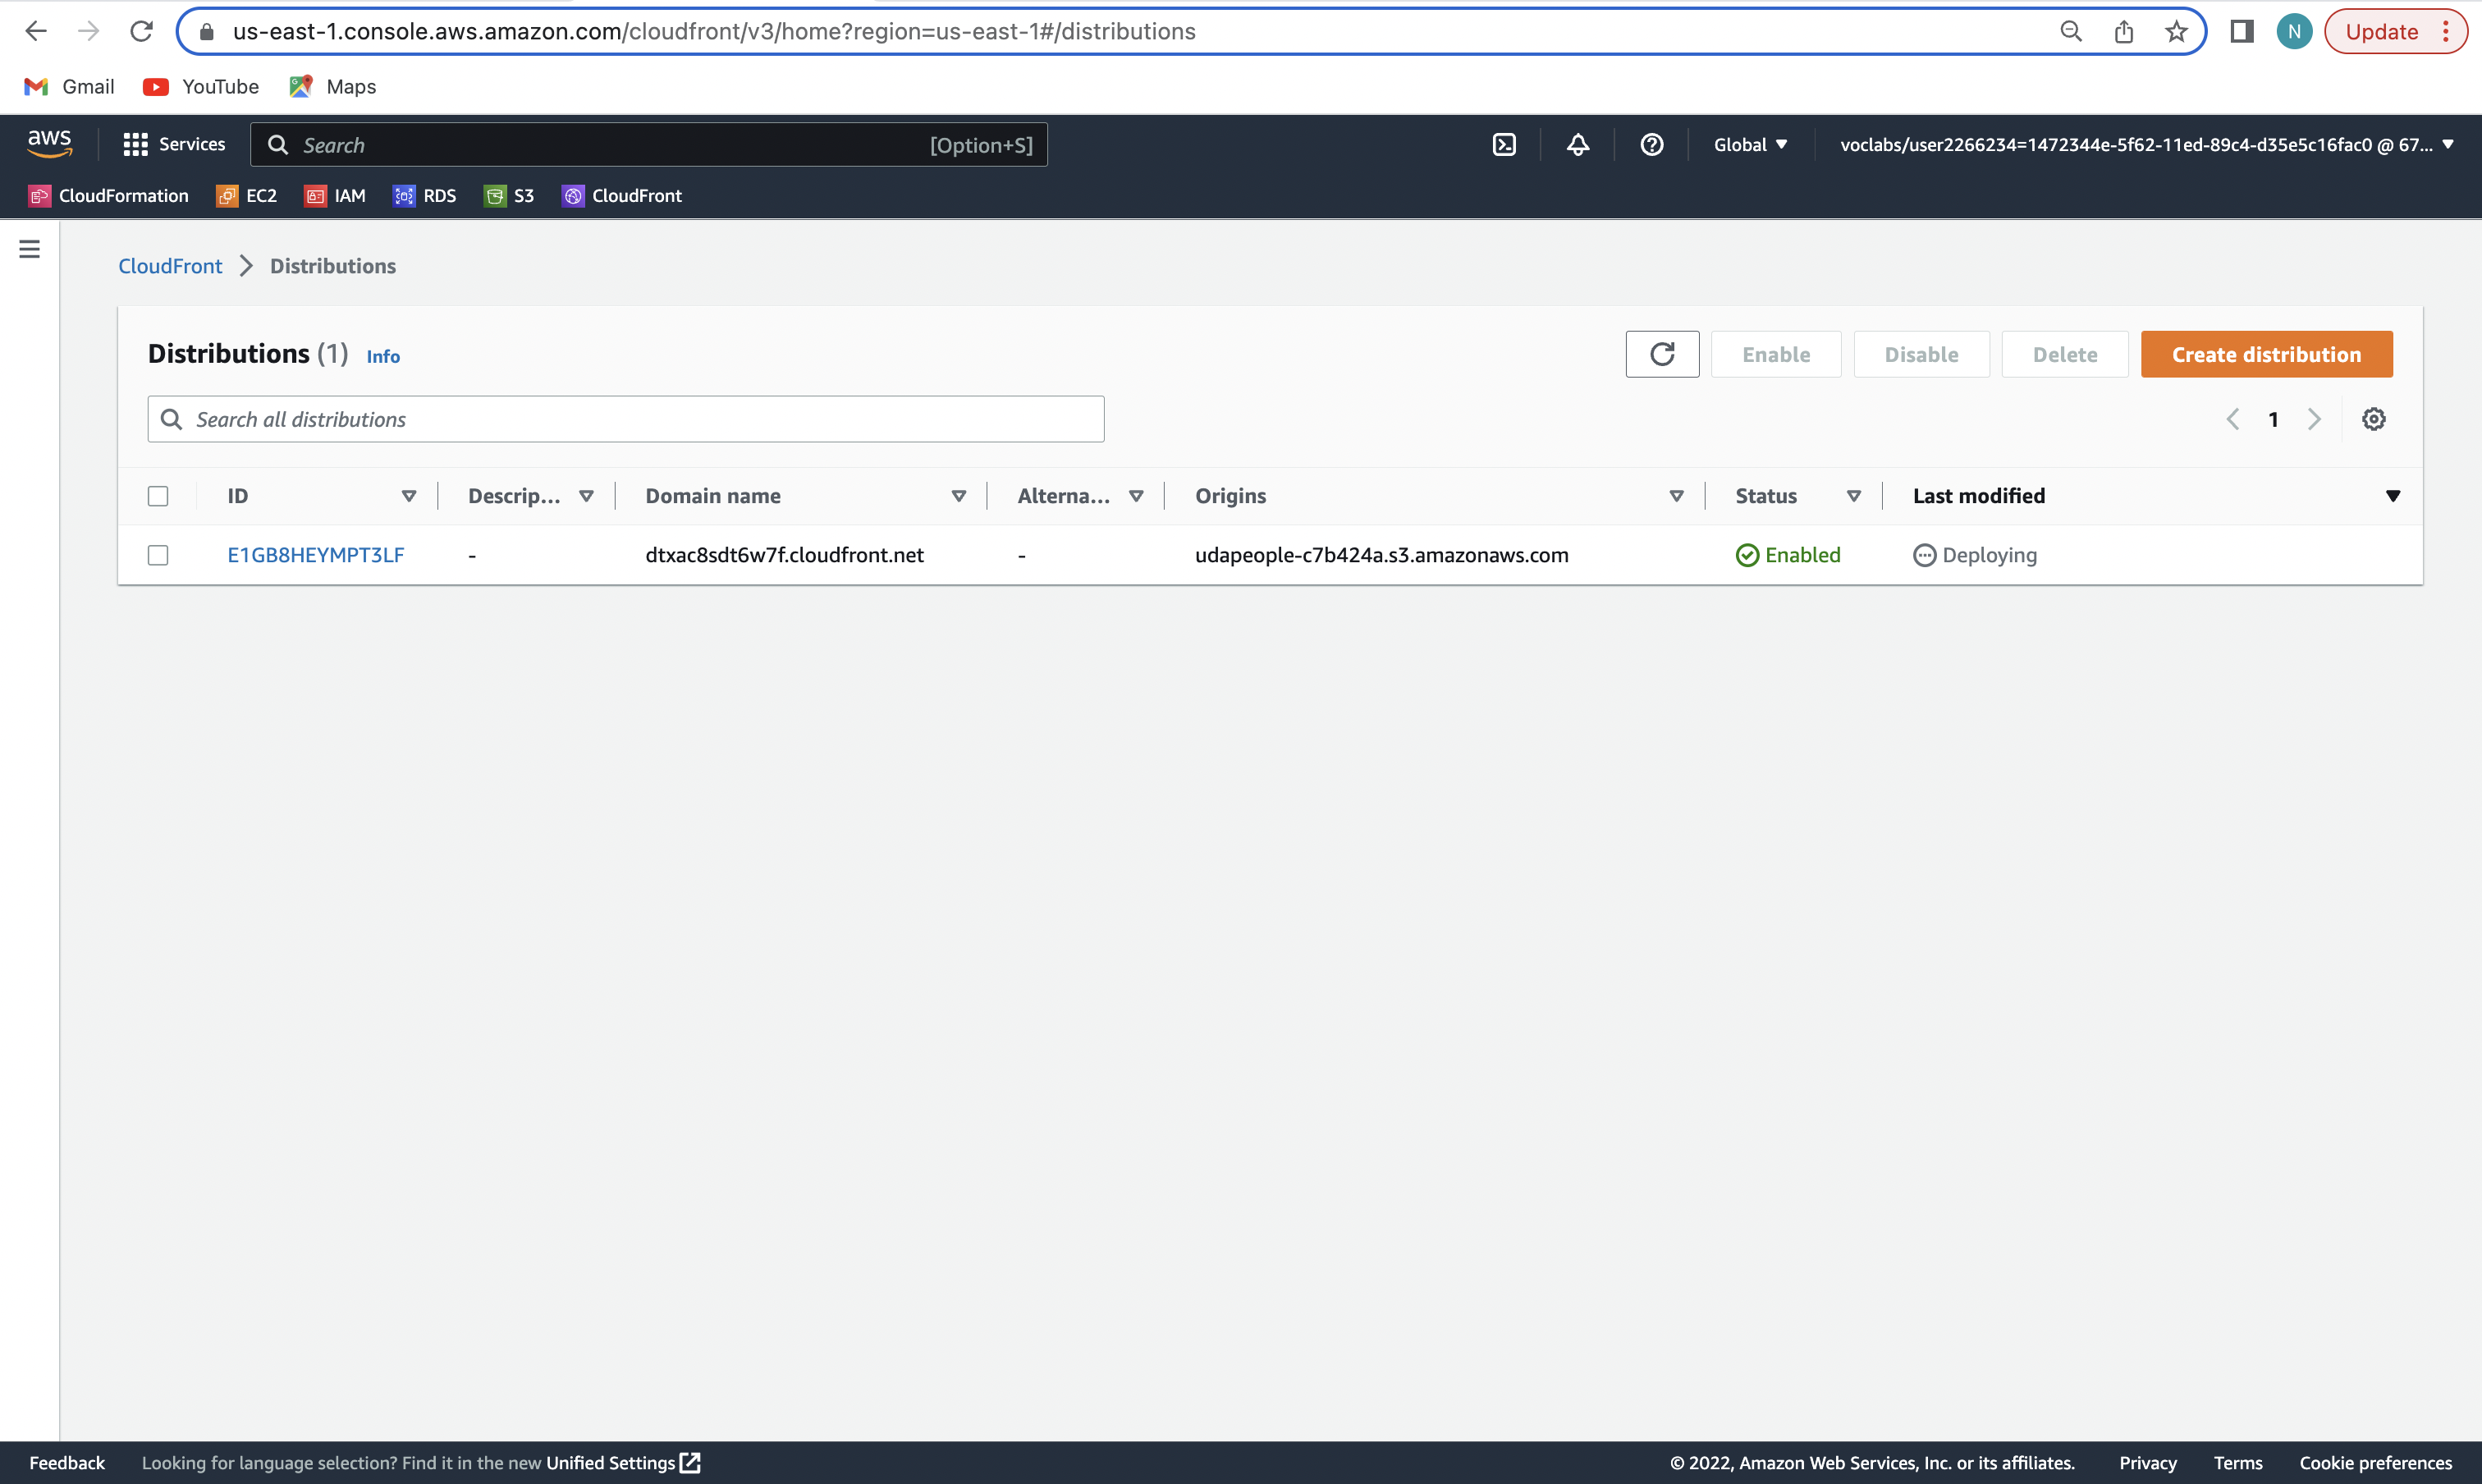 us-east-1.console.aws.amazon.com/cloudfront/v3/home?region=us-east-1#/distributions
N
Update
Gmail YouTube Maps
aws Services Search [Option+S] Global voclabs/user2266234=1472344e-5f62-11ed-89c4-d35e5c16fac0 @ 67...
CloudFormation EC2 IAM RDS S3 CloudFront
CloudFront Distributions
Distributions (1) Info Enable Disable Delete Create distribution
Search all distributions 1
ID Descrip... Domain name Alterna... Origins Status Last modified
E1GB8HEYMPT3LF - dtxac8sdt6w7f.cloudfront.net - udapeople-c7b424a.s3.amazonaws.com Enabled Deploying
Feedback Looking for language selection? Find it in the new Unified Settings © 2022, Amazon Web Services, Inc. or its affiliates. Privacy Terms Cookie preferences